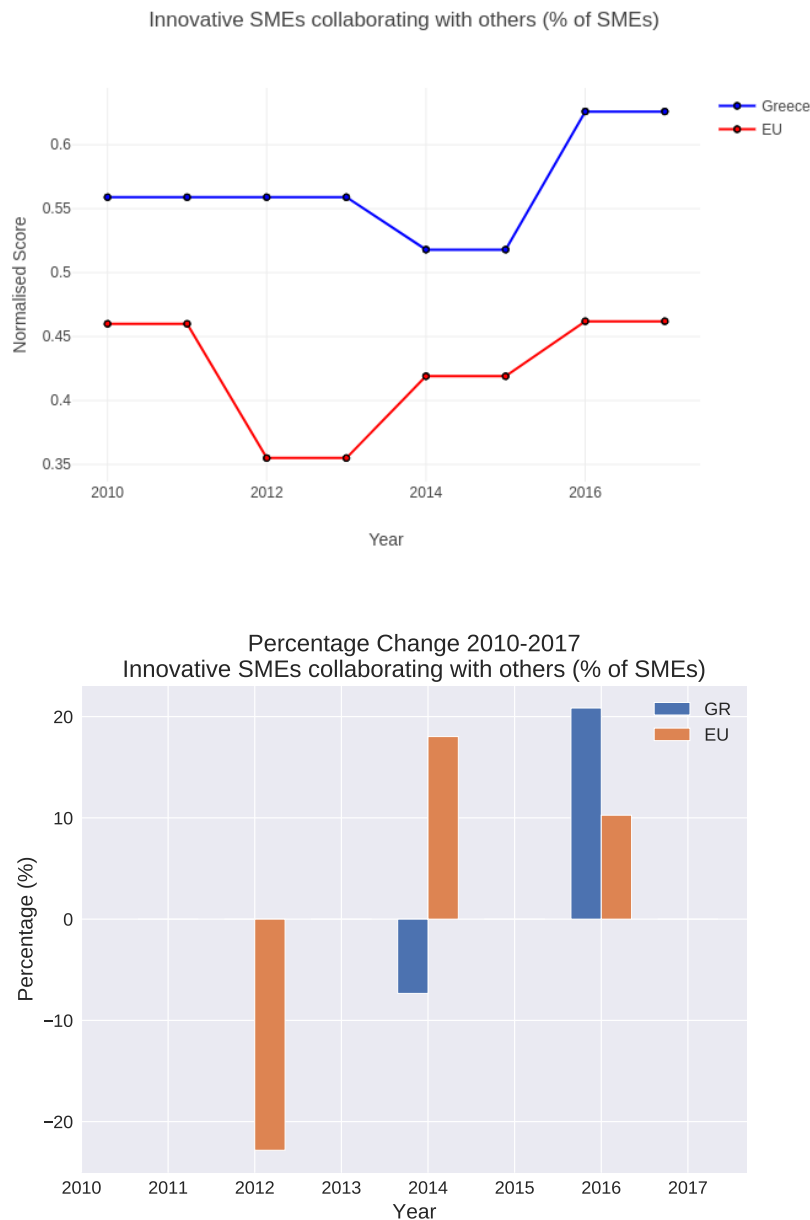 Innovative SMEs collaborating with others (% of SMEs)
Greece
EU
Normalised Score
0.6
0.55
0.5
0.45
0.4
0.35
2010 2012 2014 2016
Year
Percentage Change 2010-2017
Innovative SMEs collaborating with others (% of SMEs)
GR
EU
Percentage (%)
20
10
0
−10
−20
2010 2011 2012 2013 2014 2015 2016 2017
Year